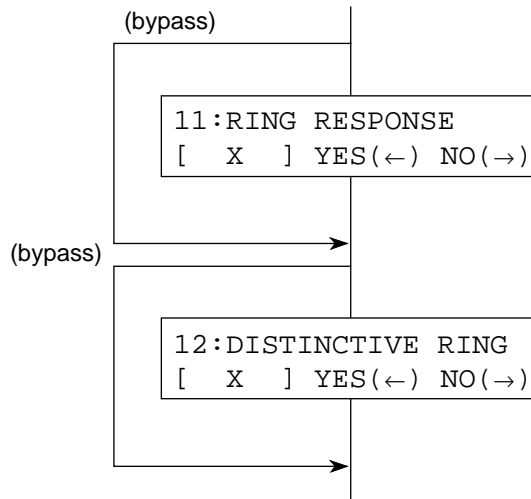 (bypass)
11:RING RESPONSE
[  X  ] YES(←) NO(→)
(bypass)
12:DISTINCTIVE RING
[  X  ] YES(←) NO(→)